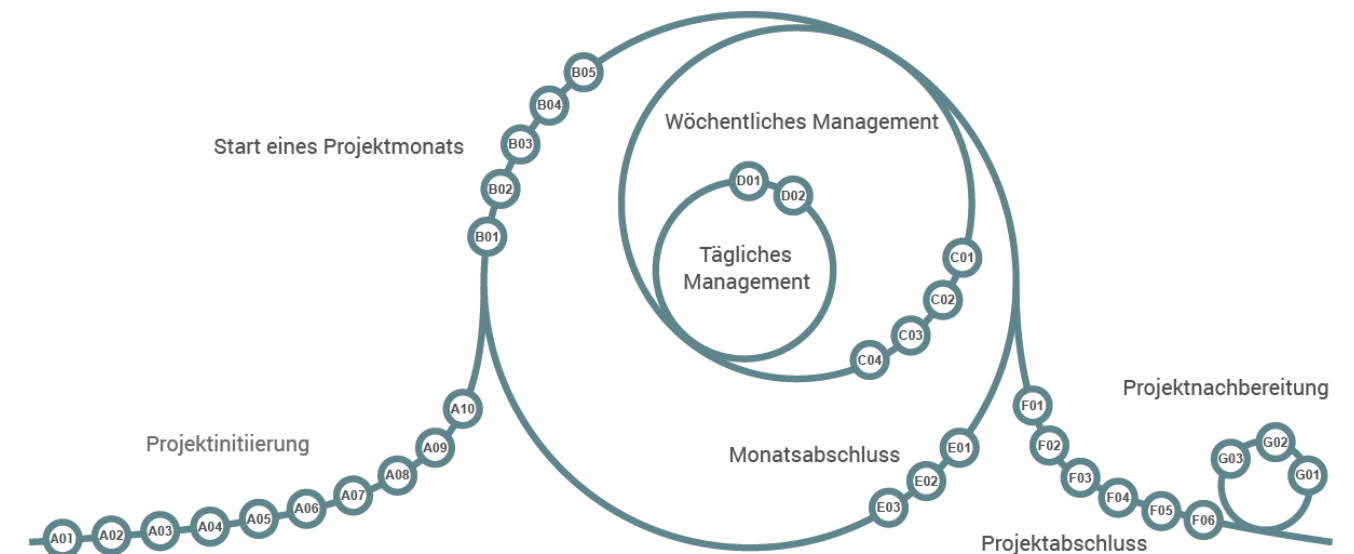 B05
B04
Wöchentliches Management
B03
Start eines Projektmonats
D01
B02
D02
B01
Tägliches
Management
C01
C02
C03
C04
Projektnachbereitung
F01
A10
Projektinitiierung
A09
F02
G02
Monatsabschluss
E01
G03
A08
F03
G01
E02
A07
F04
E03
A06
F05
A05
F06
A04
A03
A02
A01
Projektabschluss